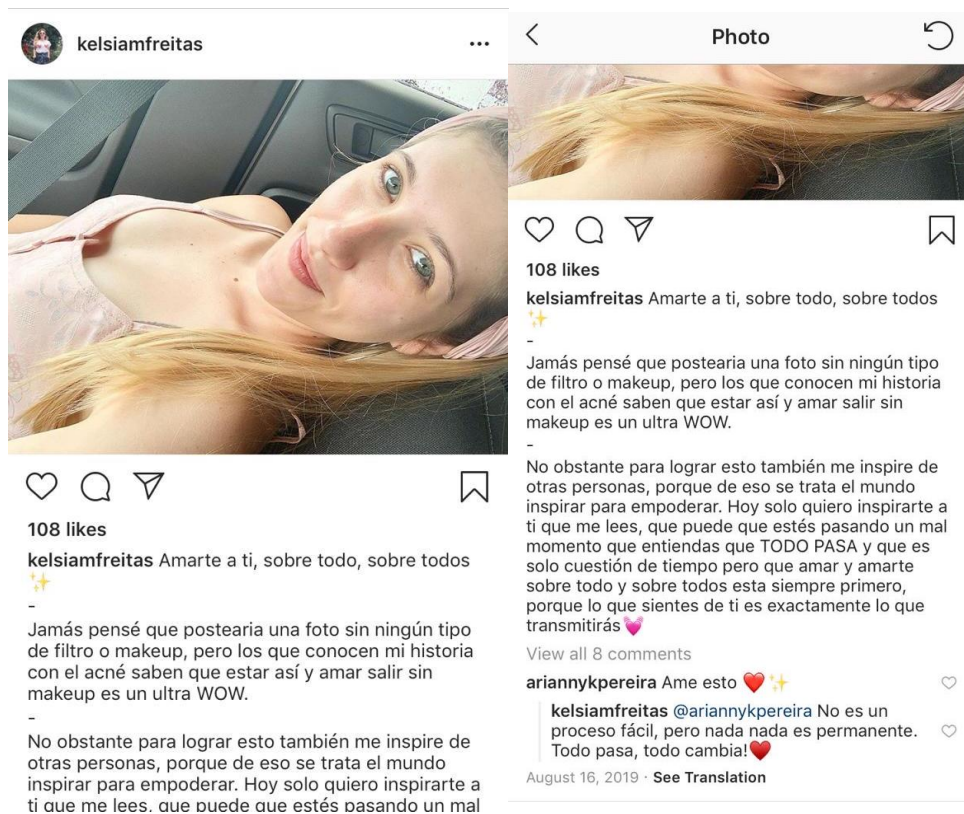 kelsiamfreitas
108 likes
kelsiamfreitas Amarte a ti, sobre todo, sobre todos
✨
-
Jamás pensé que postearia una foto sin ningún tipo
de filtro o makeup, pero los que conocen mi historia
con el acné saben que estar así y amar salir sin
makeup es un ultra WOW.
-
No obstante para lograr esto también me inspire de
otras personas, porque de eso se trata el mundo
inspirar para empoderar. Hoy solo quiero inspirarte a
ti que me lees, que puede que estés pasando un mal
Photo
108 likes
kelsiamfreitas Amarte a ti, sobre todo, sobre todos
✨
-
Jamás pensé que postearia una foto sin ningún tipo
de filtro o makeup, pero los que conocen mi historia
con el acné saben que estar así y amar salir sin
makeup es un ultra WOW.
-
No obstante para lograr esto también me inspire de
otras personas, porque de eso se trata el mundo
inspirar para empoderar. Hoy solo quiero inspirarte a
ti que me lees, que puede que estés pasando un mal
momento que entiendas que TODO PASA y que es
solo cuestión de tiempo pero que amar y amarte
sobre todo y sobre todos esta siempre primero,
porque lo que sientes de ti es exactamente lo que
transmitirás💓
View all 8 comments
ariannykpereira Ame esto ❤️✨
kelsiamfreitas @ariannykpereira No es un
proceso fácil, pero nada nada es permanente.
Todo pasa, todo cambia!❤️
August 16, 2019 · See Translation